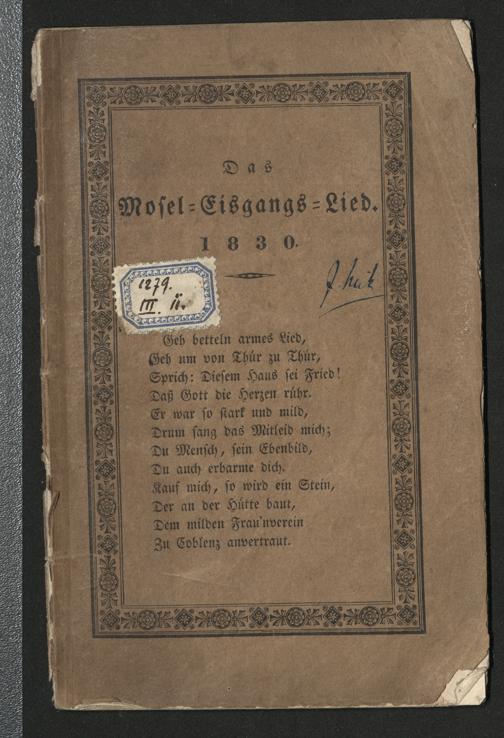 Das
Mosel=Eisgangs=Lied.
1830.
1279.
III. ii.
Geh betteln armes Lied,
Geh um von Thür zu Thür,
Sprich: Diesem Haus sei Fried!
Daß Gott die Herzen rühr.
Er war so stark und mild,
Drum sang das Mitleid mich;
Du Mensch, sein Ebenbild,
Du auch erbarme dich.
Kauf mich, so wird ein Stein,
Der an der Hütte baut,
Dem milden Frau'nverein
Zu Coblenz anvertraut.